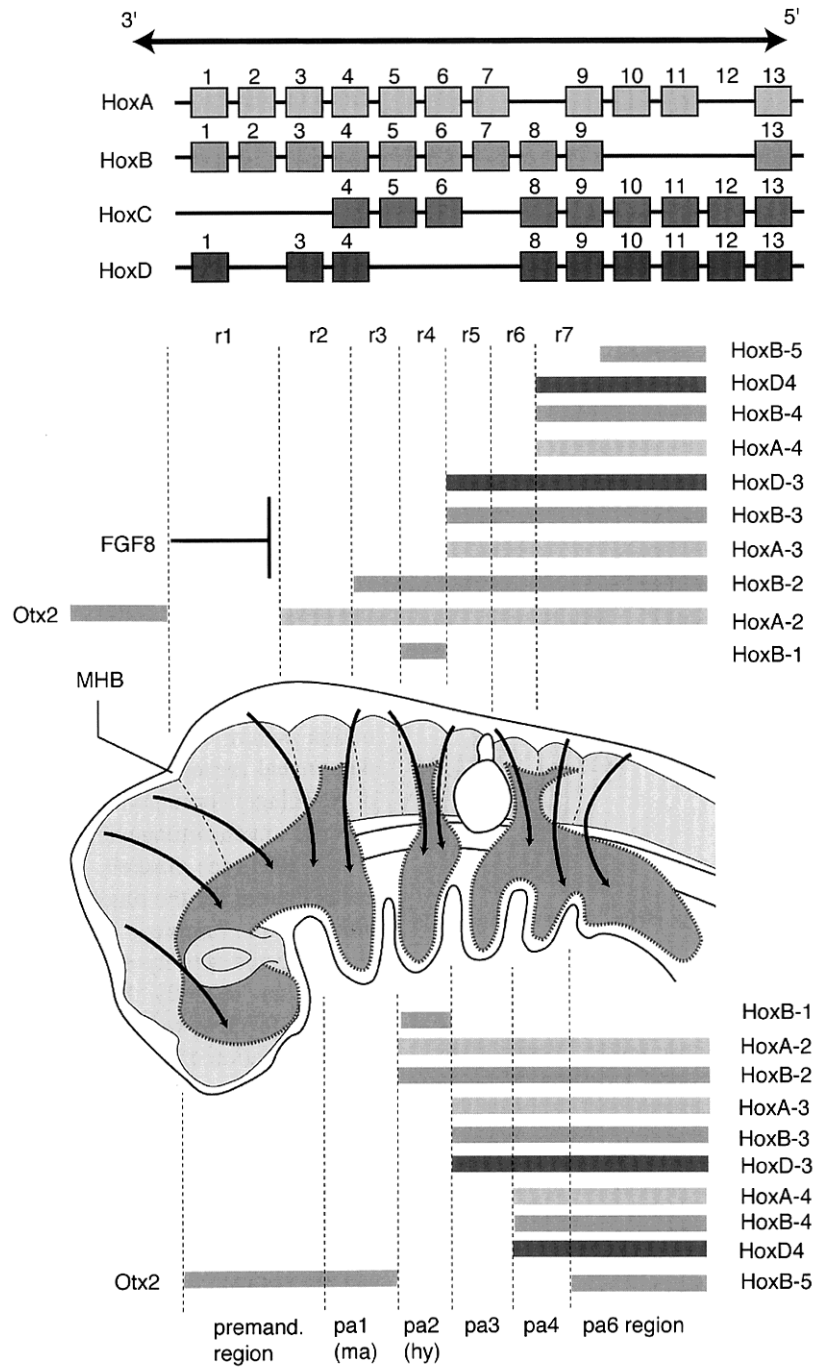 3' 5'
1 2 3 4 5 6 7 9 10 11 12 13
HoxA
1 2 3 4 5 6 7 8 9 13
HoxB
4 5 6 8 9 10 11 12 13
HoxC
1 3 4 8 9 10 11 12 13
HoxD
r1 r2 r3 r4 r5 r6 r7
HoxB-5
HoxD4
HoxB-4
HoxA-4
HoxD-3
HoxB-3
FGF8
HoxA-3
HoxB-2
Otx2
HoxA-2
HoxB-1
MHB
HoxB-1
HoxA-2
HoxB-2
HoxA-3
HoxB-3
HoxD-3
HoxA-4
HoxB-4
HoxD4
Otx2
HoxB-5
premand. pa1 pa2 pa3 pa4 pa6 region
region (ma) (hy)